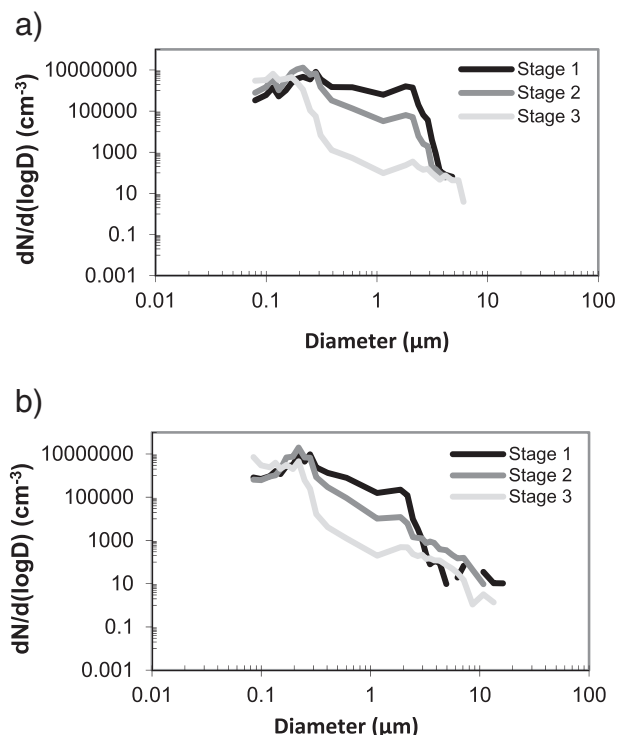 a)
10000000
100000
1000
10
0.1
0.001
dN/d(logD) (cm-3)
Stage 1
Stage 2
Stage 3
0.01 0.1 1 10 100
Diameter (μm)
b)
10000000
100000
1000
10
0.1
0.001
dN/d(logD) (cm-3)
Stage 1
Stage 2
Stage 3
0.01 0.1 1 10 100
Diameter (μm)